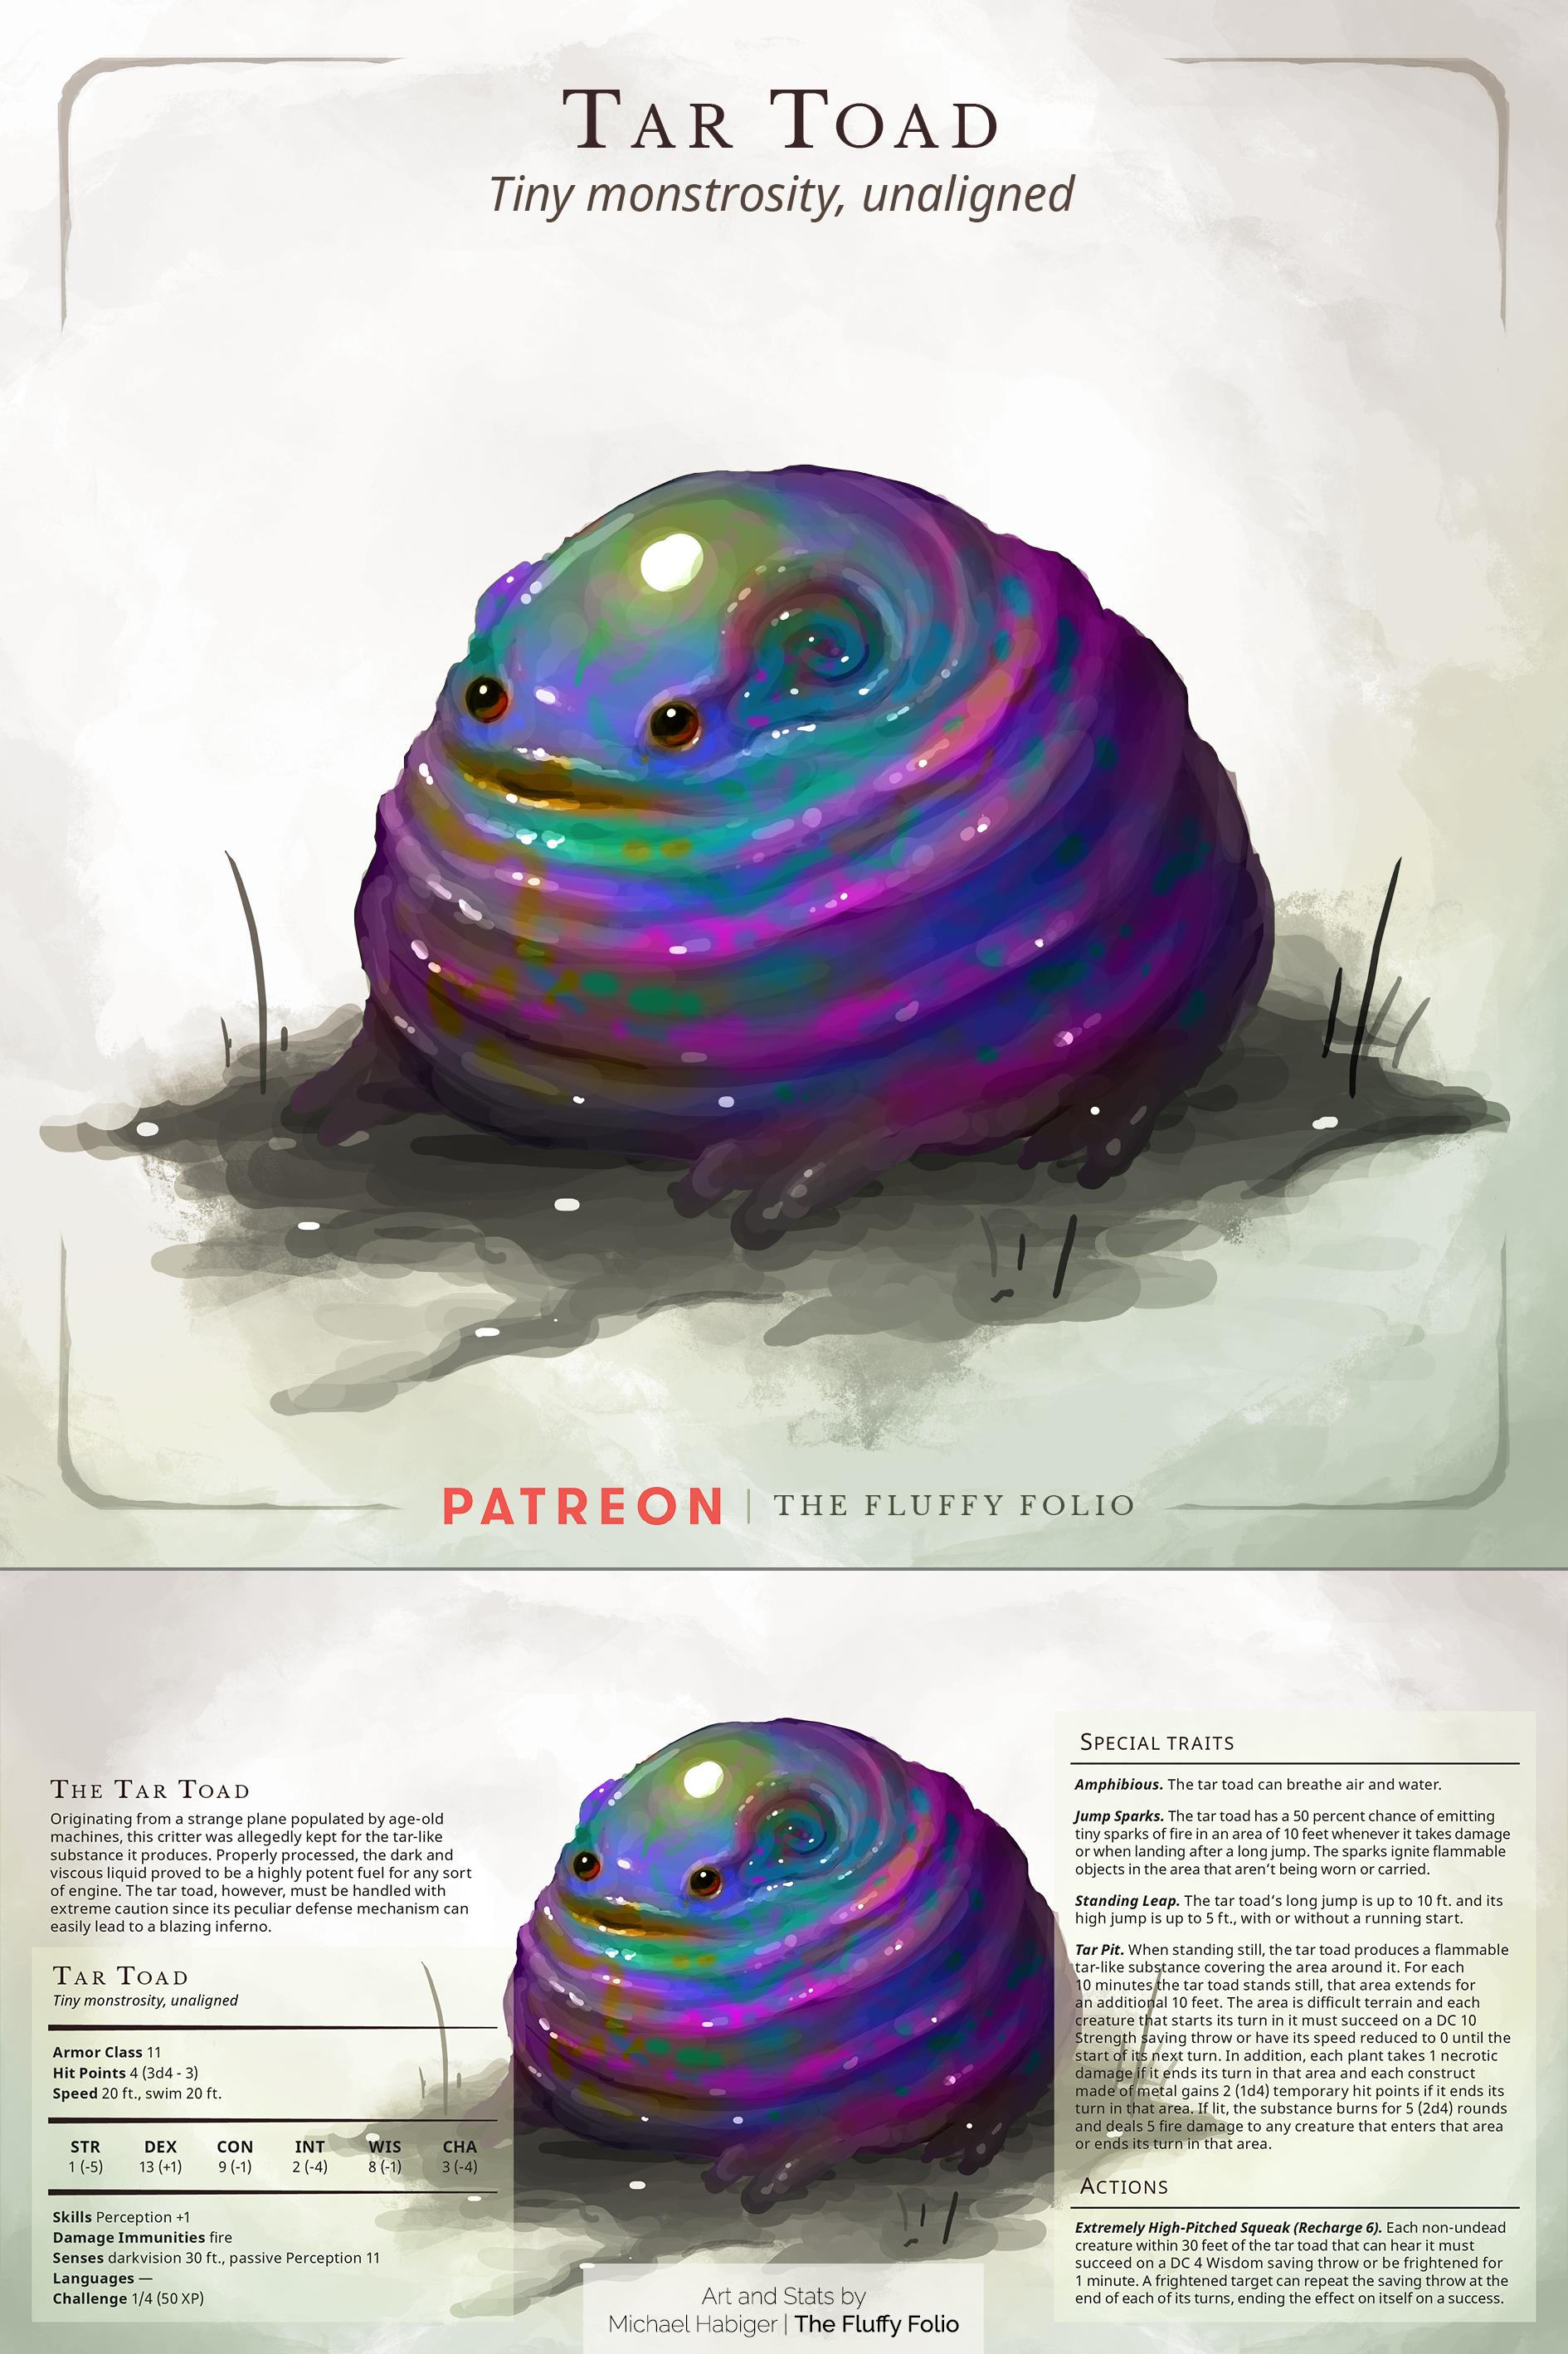 TAR TOAD
Tiny monstrosity, unaligned
PATREON | THE FLUFFY FOLIO
THE TAR TOAD
Originating from a strange plane populated by age-old
machines, this critter was allegedly kept for the tar-like
substance it produces. Properly processed, the dark and
viscous liquid proved to be a highly potent fuel for any sort
of engine. The tar toad, however, must be handled with
extreme caution since its peculiar defense mechanism can
easily lead to a blazing inferno.
TAR TOAD
Tiny monstrosity, unaligned
Armor Class 11
Hit Points 4 (3d4 - 3)
Speed 20 ft., swim 20 ft.
STR DEX CON INT WIS CHA
1 (-5) 13 (+1) 9 (-1) 2 (-4) 8 (-1) 3 (-4)
Skills Perception +1
Damage Immunities fire
Senses darkvision 30 ft., passive Perception 11
Languages —
Challenge 1/4 (50 XP)
SPECIAL TRAITS
Amphibious. The tar toad can breathe air and water.
Jump Sparks. The tar toad has a 50 percent chance of emitting
tiny sparks of fire in an area of 10 feet whenever it takes damage
or when landing after a long jump. The sparks ignite flammable
objects in the area that aren't being worn or carried.
Standing Leap. The tar toad's long jump is up to 10 ft. and its
high jump is up to 5 ft., with or without a running start.
Tar Pit. When standing still, the tar toad produces a flammable
tar-like substance covering the area around it. For each
10 minutes the tar toad stands still, that area extends for
an additional 10 feet. The area is difficult terrain and each
creature that starts its turn in it must succeed on a DC 10
Strength saving throw or have its speed reduced to 0 until the
start of its next turn. In addition, each plant takes 1 necrotic
damage if it ends its turn in that area and each construct
made of metal gains 2 (1d4) temporary hit points if it ends its
turn in that area. If lit, the substance burns for 5 (2d4) rounds
and deals 5 fire damage to any creature that enters that area
or ends its turn in that area.
ACTIONS
Extremely High-Pitched Squeak (Recharge 6). Each non-undead
creature within 30 feet of the tar toad that can hear it must
succeed on a DC 4 Wisdom saving throw or be frightened for
1 minute. A frightened target can repeat the saving throw at the
end of each of its turns, ending the effect on itself on a success.
Art and Stats by
Michael Habiger | The Fluffy Folio